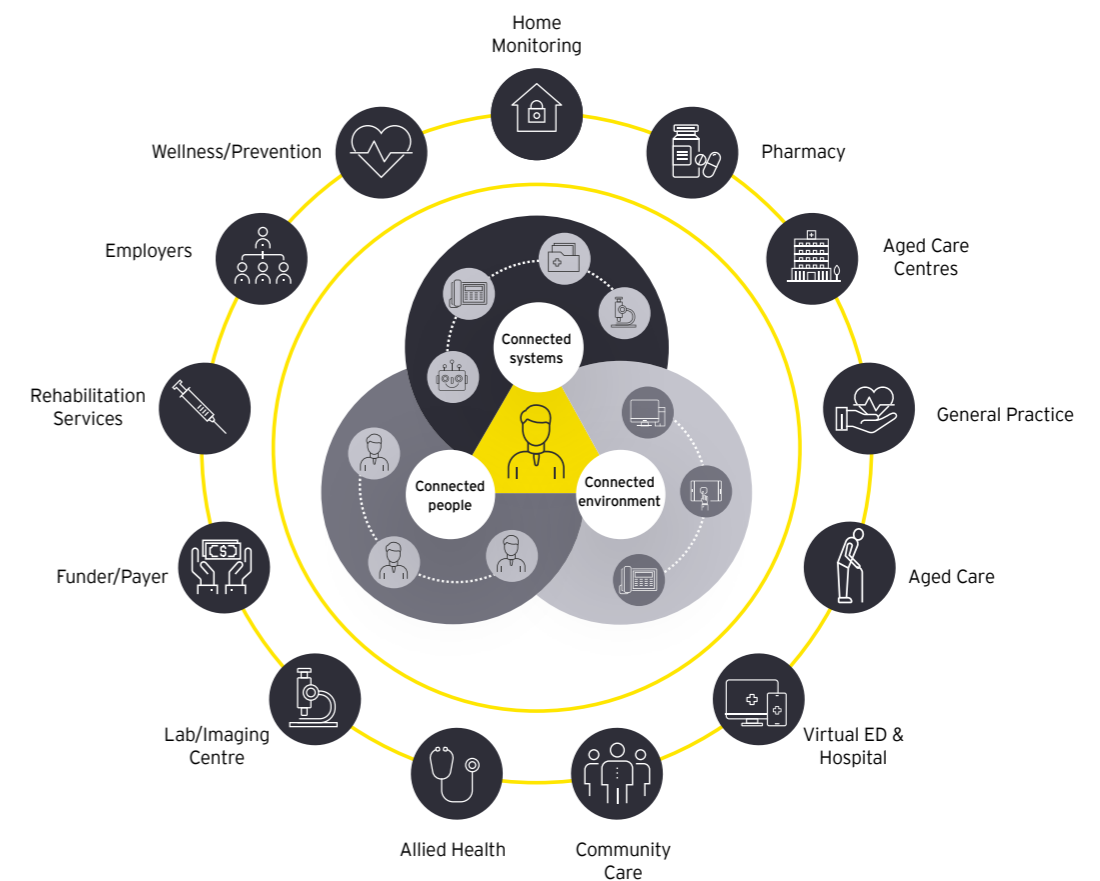 Home
Monitoring
Wellness/Prevention
Pharmacy
Employers
Aged Care
Centres
Connected
systems
Rehabilitation
Services
General Practice
Connected
people
Connected
environment
Funder/Payer
$
Aged Care
Lab/Imaging
Centre
Virtual ED &
Hospital
Allied Health
Community
Care